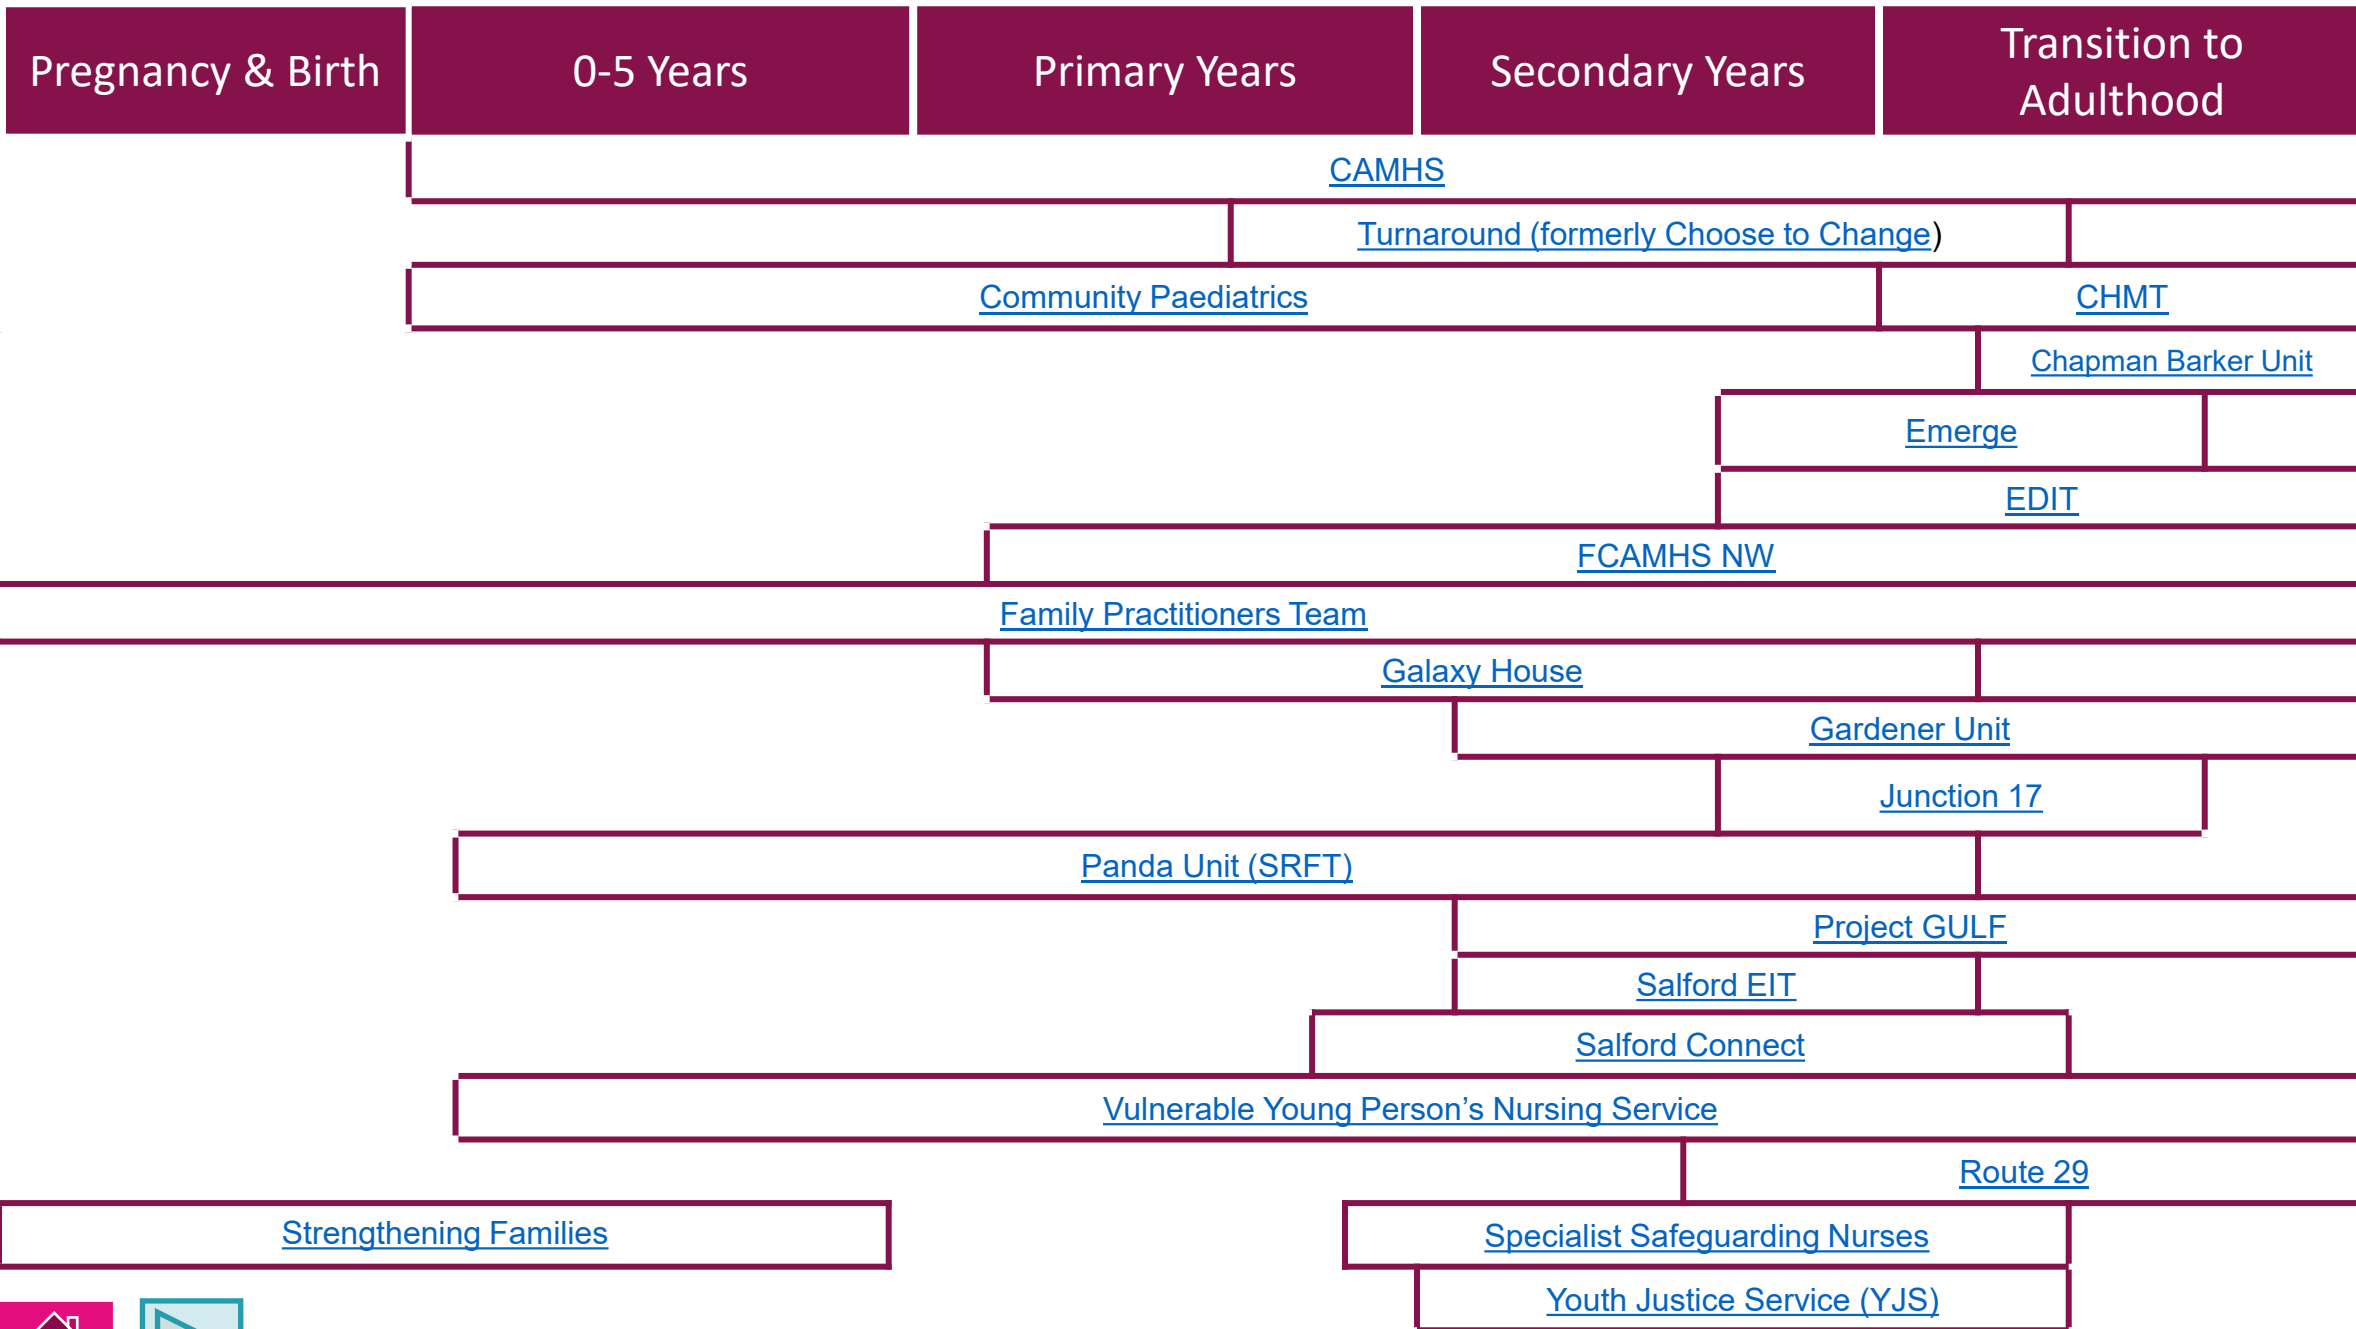 Pregnancy & Birth
0-5 Years
Primary Years
Secondary Years
Transition to
Adulthood
CAMHS
Turnaround (formerly Choose to Change)
Community Paediatrics
CHMT
Chapman Barker Unit
Emerge
EDIT
FCAMHS NW
Family Practitioners Team
Galaxy House
Gardener Unit
Junction 17
Panda Unit (SRFT)
Project GULF
Salford EIT
Salford Connect
Vulnerable Young Person’s Nursing Service
Route 29
Strengthening Families
Specialist Safeguarding Nurses
Youth Justice Service (YJS)